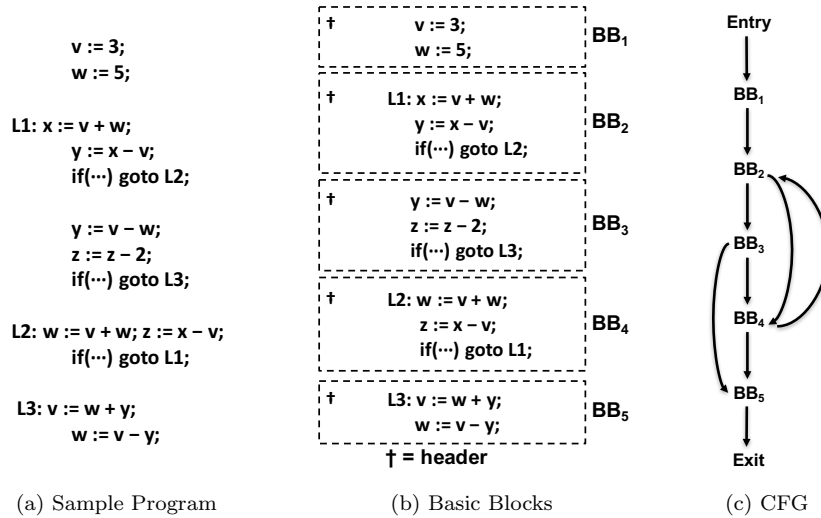 v := 3;
w := 5;
L1: x := v + w;
y := x − v;
if(···) goto L2;
y := v − w;
z := z − 2;
if(···) goto L3;
L2: w := v + w; z := x − v;
if(···) goto L1;
L3: v := w + y;
w := v − y;
(a) Sample Program
† v := 3;
w := 5;
BB₁
† L1: x := v + w;
y := x − v;
if(···) goto L2;
BB₂
† y := v − w;
z := z − 2;
if(···) goto L3;
BB₃
† L2: w := v + w;
z := x − v;
if(···) goto L1;
BB₄
† L3: v := w + y;
w := v − y;
BB₅
† = header
(b) Basic Blocks
Entry
BB₁
BB₂
BB₃
BB₄
BB₅
Exit
(c) CFG